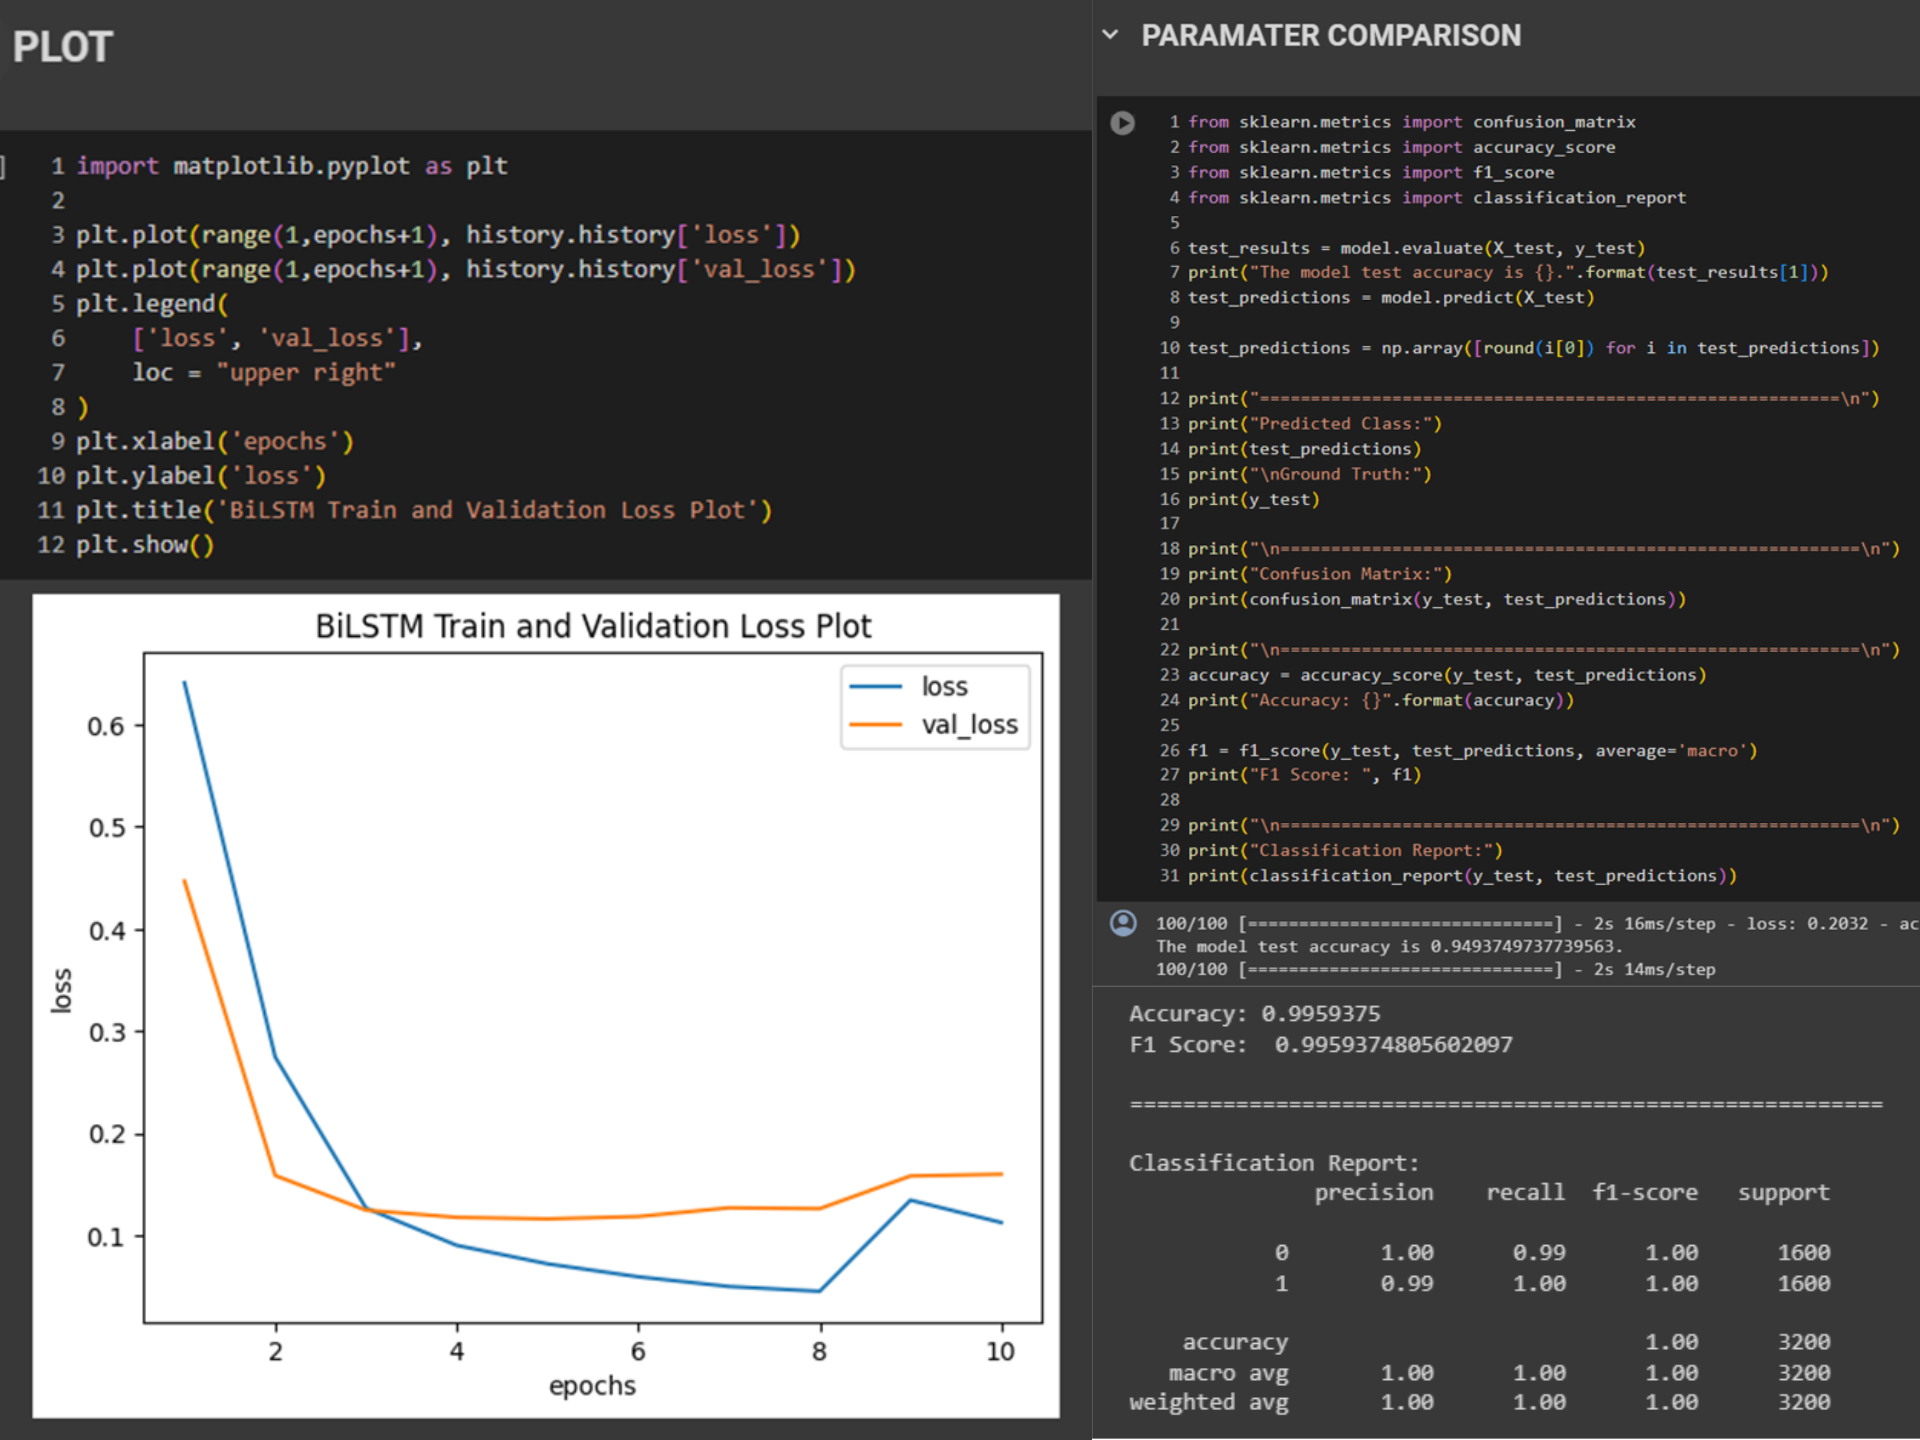 PLOT
]
1 import matplotlib.pyplot as plt
2
3 plt.plot(range(1,epochs+1), history.history['loss'])
4 plt.plot(range(1,epochs+1), history.history['val_loss'])
5 plt.legend(
6     ['loss', 'val_loss'],
7     loc = "upper right"
8 )
9 plt.xlabel('epochs')
10 plt.ylabel('loss')
11 plt.title('BiLSTM Train and Validation Loss Plot')
12 plt.show()
BiLSTM Train and Validation Loss Plot
loss
val_loss
0.6
0.5
0.4
0.3
0.2
0.1
loss
2 4 6 8 10
epochs
PARAMATER COMPARISON
1 from sklearn.metrics import confusion_matrix
2 from sklearn.metrics import accuracy_score
3 from sklearn.metrics import f1_score
4 from sklearn.metrics import classification_report
5
6 test_results = model.evaluate(X_test, y_test)
7 print("The model test accuracy is {}.".format(test_results[1]))
8 test_predictions = model.predict(X_test)
9
10 test_predictions = np.array([round(i[0]) for i in test_predictions])
11
12 print("=========================================================\n")
13 print("Predicted Class:")
14 print(test_predictions)
15 print("\nGround Truth:")
16 print(y_test)
17
18 print("\n=========================================================\n")
19 print("Confusion Matrix:")
20 print(confusion_matrix(y_test, test_predictions))
21
22 print("\n=========================================================\n")
23 accuracy = accuracy_score(y_test, test_predictions)
24 print("Accuracy: {}".format(accuracy))
25
26 f1 = f1_score(y_test, test_predictions, average='macro')
27 print("F1 Score: ", f1)
28
29 print("\n=========================================================\n")
30 print("Classification Report:")
31 print(classification_report(y_test, test_predictions))
100/100 [==============================] - 2s 16ms/step - loss: 0.2032 - ac
The model test accuracy is 0.9493749737739563.
100/100 [==============================] - 2s 14ms/step
Accuracy: 0.9959375
F1 Score:  0.9959374805602097
=========================================================
Classification Report:
precision recall f1-score support
0 1.00 0.99 1.00 1600
1 0.99 1.00 1.00 1600
accuracy 1.00 3200
macro avg 1.00 1.00 1.00 3200
weighted avg 1.00 1.00 1.00 3200